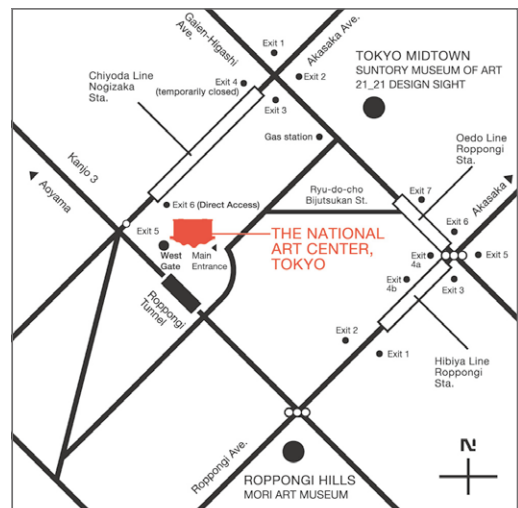 Gaien-Higashi
Ave.
Akasaka Ave.
Exit 1
Exit 2
Exit 4
(temporarily closed)
Exit 3
Chiyoda Line
Nogizaka
Sta.
TOKYO MIDTOWN
SUNTORY MUSEUM OF ART
21_21 DESIGN SIGHT
Gas station
Oedo Line
Roppongi
Sta.
Kanjo 3
Aoyama
Akasaka
Ryu-do-cho
Bijutsukan St.
Exit 7
Exit 6 (Direct Access)
Exit 5
West
Gate
Main
Entrance
THE NATIONAL
ART CENTER,
TOKYO
Exit 6
Exit
4a
Exit 5
Exit
4b
Exit 3
Roppongi
Tunnel
Exit 2
Exit 1
Hibiya Line
Roppongi
Sta.
Roppongi Ave.
ROPPONGI HILLS
MORI ART MUSEUM
N